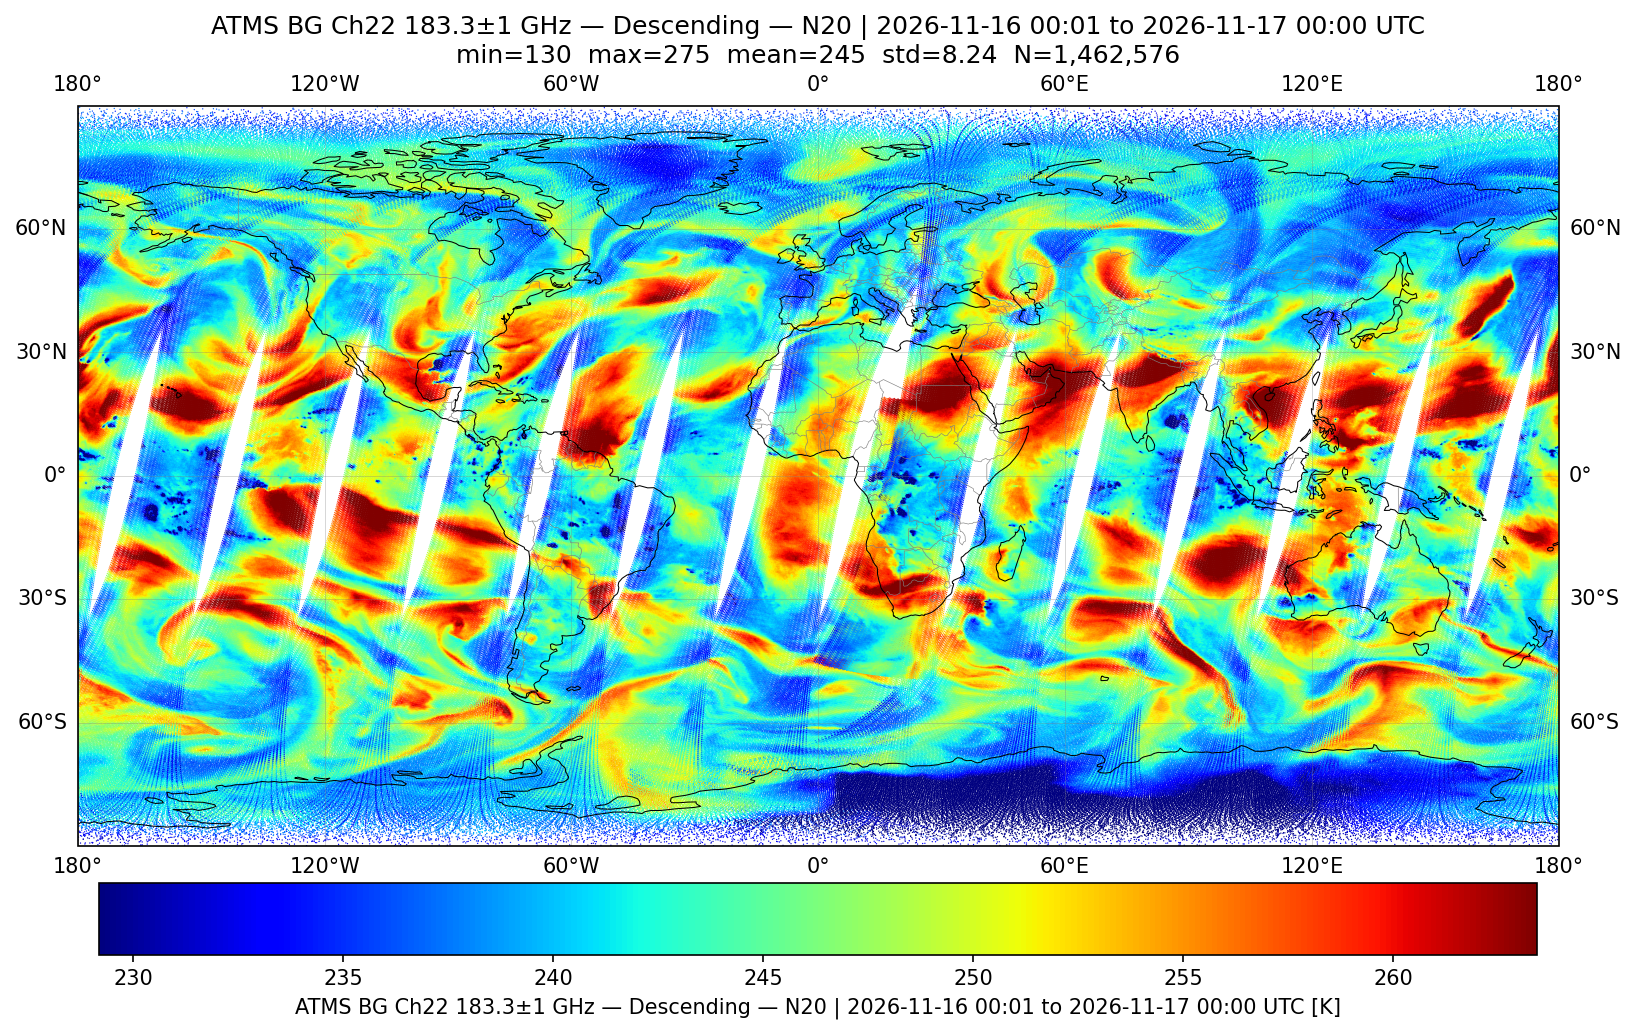 ATMS BG Ch22 183.3±1 GHz — Descending — N20 | 2026-11-16 00:01 to 2026-11-17 00:00 UTC
min=130 max=275 mean=245 std=8.24 N=1,462,576
180° 120°W 60°W 0° 60°E 120°E 180°
60°N 60°N
30°N 30°N
0° 0°
30°S 30°S
60°S 60°S
180° 120°W 60°W 0° 60°E 120°E 180°
230 235 240 245 250 255 260
ATMS BG Ch22 183.3±1 GHz — Descending — N20 | 2026-11-16 00:01 to 2026-11-17 00:00 UTC [K]